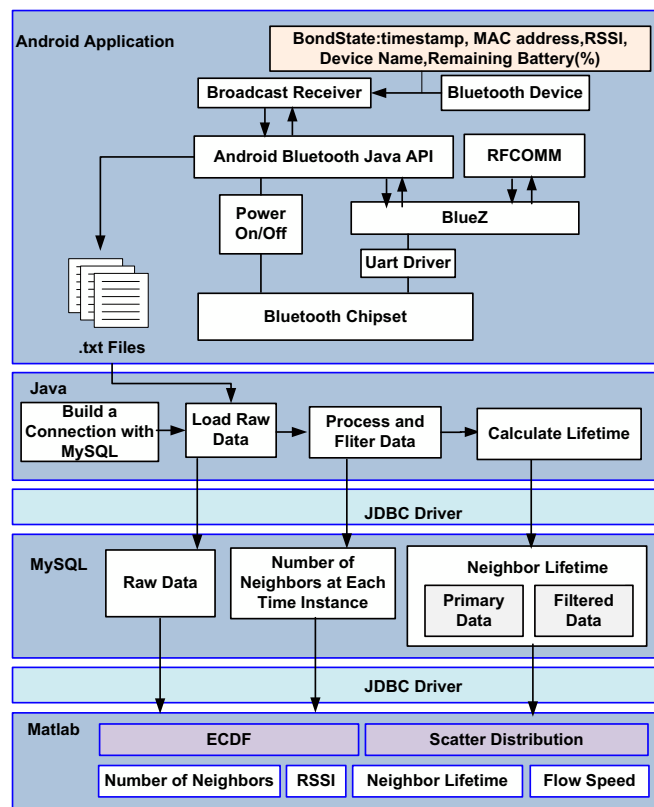 Android Application
BondState:timestamp, MAC address,RSSI,
Device Name,Remaining Battery(%)
Broadcast Receiver
Bluetooth Device
Android Bluetooth Java API
RFCOMM
Power
On/Off
BlueZ
Uart Driver
Bluetooth Chipset
.txt Files
Java
Build a
Connection with
MySQL
Load Raw
Data
Process and
Fliter Data
Calculate Lifetime
JDBC Driver
MySQL
Raw Data
Number of
Neighbors at Each
Time Instance
Neighbor Lifetime
Primary
Data
Filtered
Data
JDBC Driver
Matlab
ECDF
Scatter Distribution
Number of Neighbors
RSSI
Neighbor Lifetime
Flow Speed